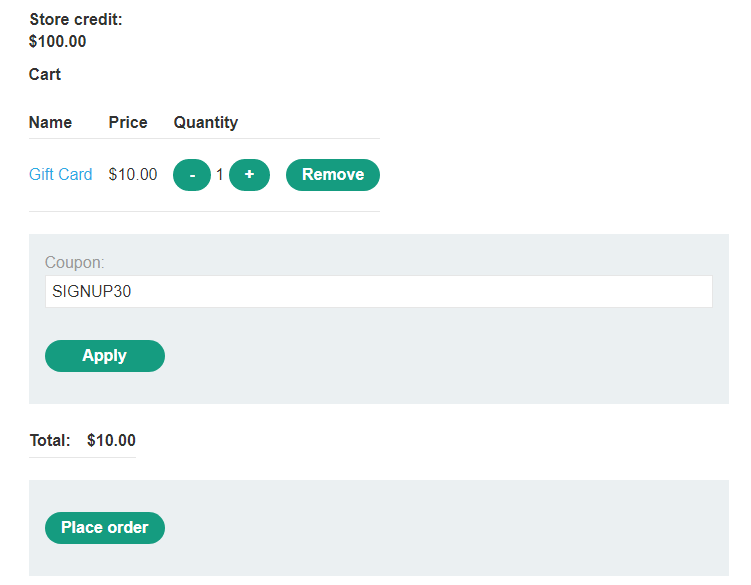 Store credit:
$100.00
Cart
Name Price Quantity
Gift Card $10.00 - 1 + Remove
Coupon:
SIGNUP30
Apply
Total: $10.00
Place order